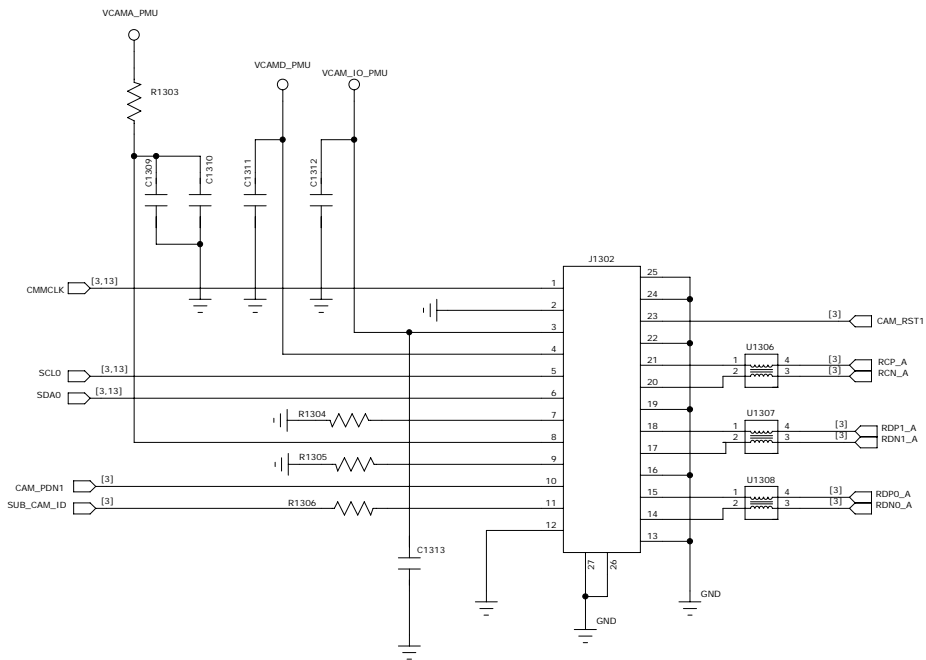 VCAMA_PMU
VCAMD_PMU
VCAM_IO_PMU
R1303
C1309
C1310
C1311
C1312
J1302
CMMCLK [3,13] 1
2
3
4
SCL0 [3,13] 5
SDA0 [3,13] 6
R1304 7
8
R1305 9
CAM_PDN1 [3] 10
SUB_CAM_ID [3] R1306 11
12
C1313
25
24
23 [3] CAM_RST1
22
U1306
21 1 4 [3] RCP_A
20 2 3 [3] RCN_A
19
U1307
18 1 4 [3] RDP1_A
17 2 3 [3] RDN1_A
16
U1308
15 1 4 [3] RDP0_A
14 2 3 [3] RDN0_A
13
27
26
GND
GND